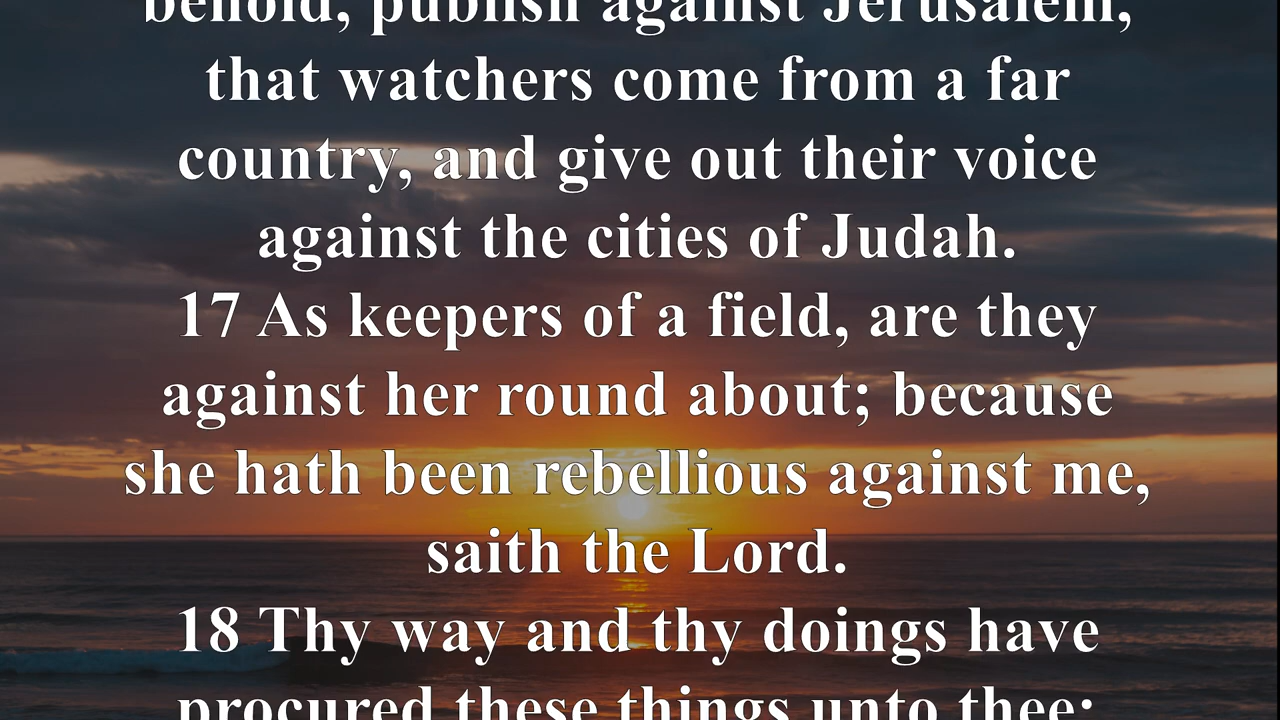 behold, publish against Jerusalem,
that watchers come from a far
country, and give out their voice
against the cities of Judah.
17 As keepers of a field, are they
against her round about; because
she hath been rebellious against me,
saith the Lord.
18 Thy way and thy doings have
procured these things unto thee;